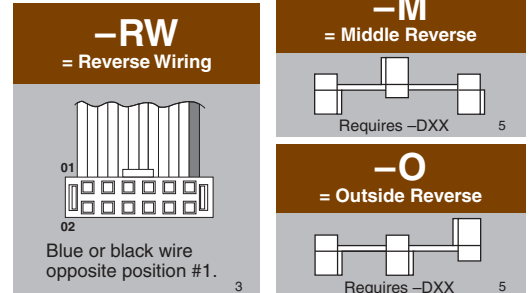 –RW
= Reverse Wiring
01
02
Blue or black wire
opposite position #1.
3
–M
= Middle Reverse
Requires –DXX 5
–O
= Outside Reverse
Requires –DXX 5